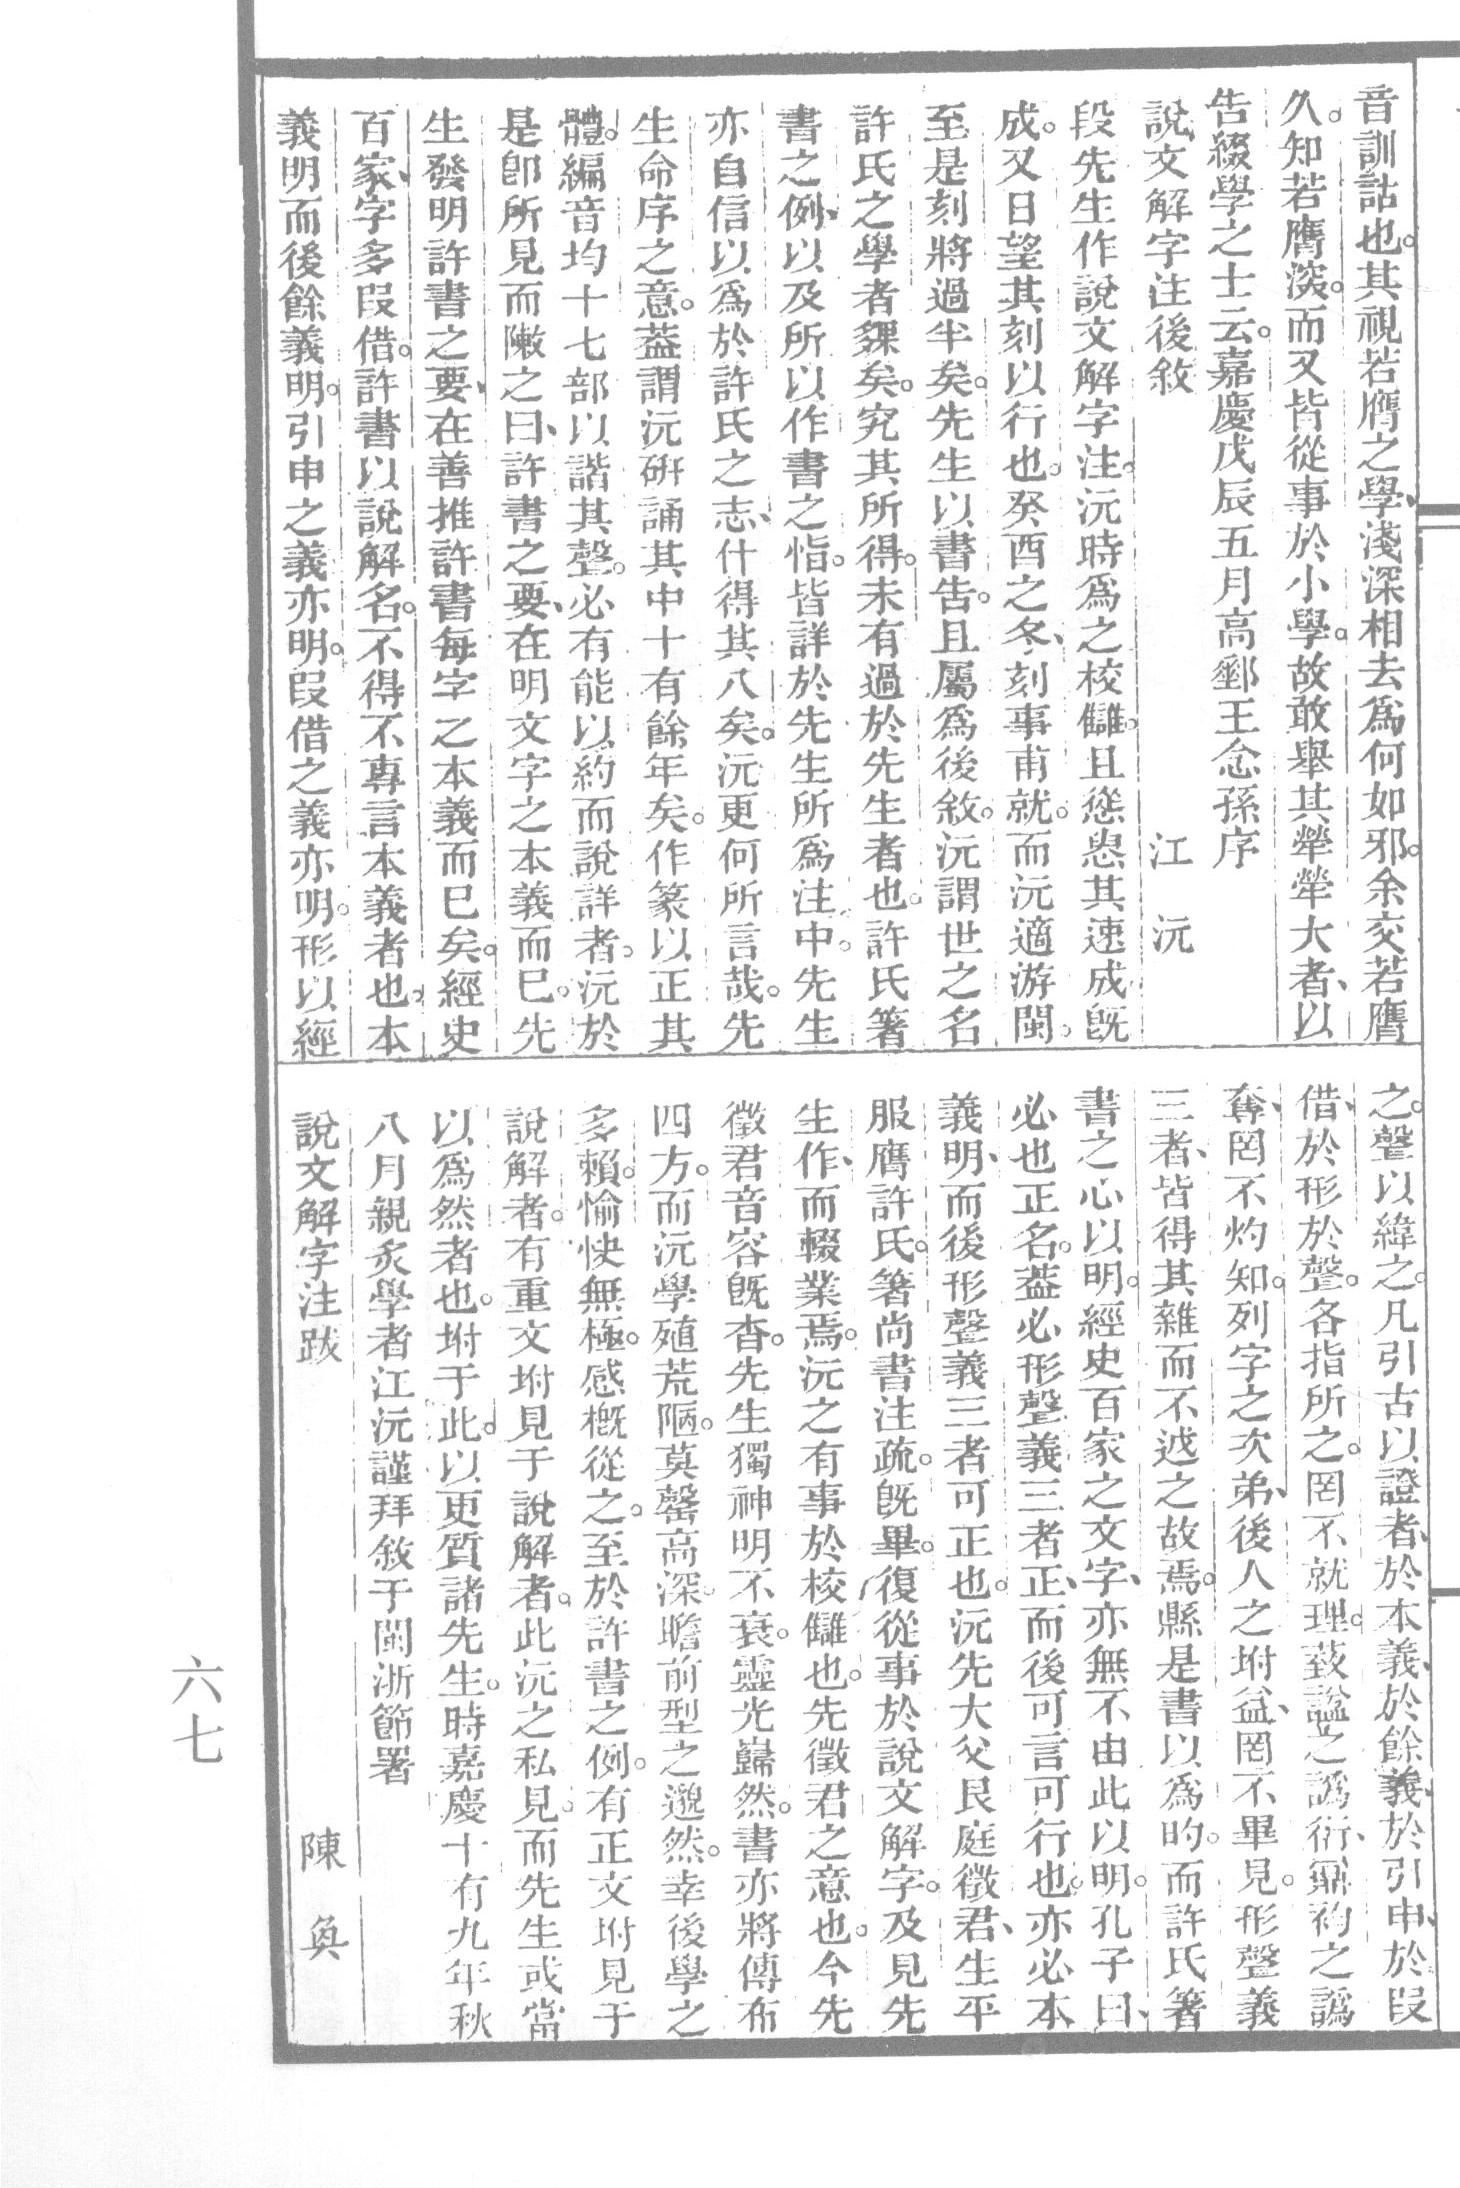 音訓詁也。其視若膺之學、淺深相去爲何如邪。余交若膺
久。知若膺淡。而又皆從事於小學。故敢舉其犖犖大者、以
告綴學之士云。嘉慶戊辰五月高郵王念孫序
說文解字注後敘　江　沅
段先生作說文解字注。沅時爲之校讎。且慫恿其速成。旣
成。又日望其刻以行也。癸酉之冬、刻事甫就。而沅適游閩。
至是刻將過半矣。先生以書告。且屬爲後敘。沅謂世之名
許氏之學者夥矣。究其所得。未有過於先生者也。許氏箸
書之例、以及所以作書之恉。皆詳於先生所爲注中。先生
亦自信以爲於許氏之志、什得其八矣。沅更何所言哉。先
生命序之意。葢謂沅硏誦其中十有餘年矣。作篆以正其
體。編音均十七部以諧其聲。必有能以約而說詳者。沅於
是卽所見而敶之曰、許書之要、在明文字之本義而已。先
生發明許書之要、在善推許書每字之本義而已矣。經史
百家、字多叚借。許書以說解名。不得不專言本義者也。本
義明而後餘義明。引申之義亦明。叚借之義亦明。形以經
之。聲以緯之。凡引古以證者、於本義、於餘義、於引申、於叚
借、於形於聲。各指所之。罔不就理。蔱諡之譌衍、鼏䄪之譌
奪、罔不灼知。列字之次弟、後人之坿益、罔不畢見。形聲義
三者、皆得其雜而不逑之故焉。縣是書以爲旳。而許氏箸
書之心以明。經史百家之文字、亦無不由此以明。孔子曰、
必也正名。葢必形聲義三者正、而後可言可行也。亦必本
義明、而後形聲義三者可正也。沅先大父艮庭徵君、生平
服膺許氏。箸尚書注疏。旣畢。復從事於說文解字。及見先
生作、而輟業焉。沅之有事於校讎也。先徵君之意也。今先
徵君音容旣杳。先生獨神明不衰。靈光巋然。書亦將傳布
四方。而沅學殖荒陋。莫罄高深。瞻前型之邈然。幸後學之
多賴。愉快無極。感槪從之。至於許書之例。有正文坿見于
說解者。有重文坿見于說解者。此沅之私見。而先生或當
以爲然者也。坿于此。以更質諸先生。時嘉慶十有九年秋
八月親炙學者江沅謹拜敘于閩浙節署
說文解字注跋　陳　奐
六七